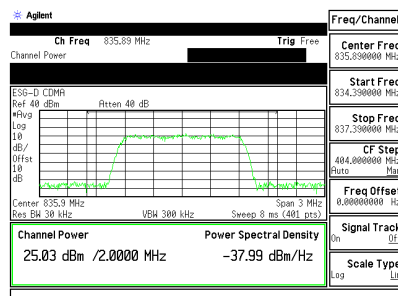 Agilent
Freq/Channel
Ch Freq 835.89 MHz Trig Free
Channel Power
Center Freq
835.890000 MHz
Start Freq
834.390000 MHz
Stop Freq
837.390000 MHz
CF Step
404.000000 MHz
Auto Man
Freq Offset
0.00000000 Hz
Signal Track
On Off
Scale Type
Log Lin
ESG-D CDMA
Ref 40 dBm Atten 40 dB
#Avg
Log
10
dB/
Offst
10
dB
Center 835.9 MHz Span 3 MHz
Res BW 30 kHz VBW 300 kHz Sweep 8 ms (401 pts)
Channel Power Power Spectral Density
25.03 dBm /2.0000 MHz -37.99 dBm/Hz